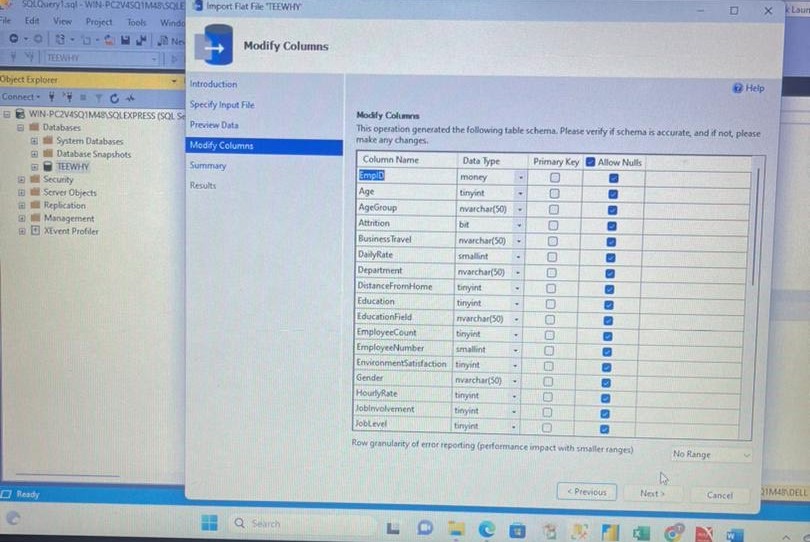 SQLQuery1.sql - WIN-PC2V4SQ1M48\SQLE
Import Flat File 'TEEWHY'
File Edit View Project Tools Windo
TEEWHY
Modify Columns
Object Explorer
Connect
WIN-PC2V4SQ1M48\SQLEXPRESS (SQL Se
Databases
System Databases
Database Snapshots
TEEWHY
Security
Server Objects
Replication
Management
XEvent Profiler
Introduction
Specify Input File
Preview Data
Modify Columns
Summary
Results
Help
Modify Columns
This operation generated the following table schema. Please verify if schema is accurate, and if not, please
make any changes.
Column Name Data Type Primary Key Allow Nulls
EmpID money
Age tinyint
AgeGroup nvarchar(50)
Attrition bit
BusinessTravel nvarchar(50)
DailyRate smallint
Department nvarchar(50)
DistanceFromHome tinyint
Education tinyint
EducationField nvarchar(50)
EmployeeCount tinyint
EmployeeNumber smallint
EnvironmentSatisfaction tinyint
Gender nvarchar(50)
HourlyRate tinyint
JobInvolvement tinyint
JobLevel tinyint
Row granularity of error reporting (performance impact with smaller ranges) No Range
< Previous Next > Cancel
Ready
Q1M48\DELL
Search